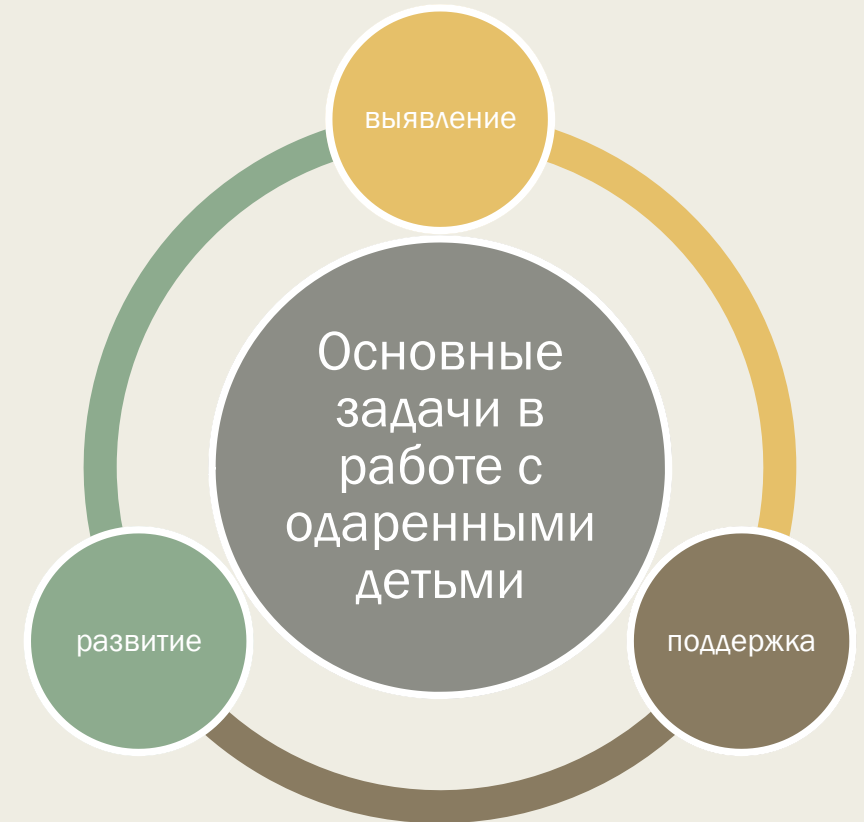 выявление
Основные
задачи в
работе с
одаренными
детьми
развитие
поддержка